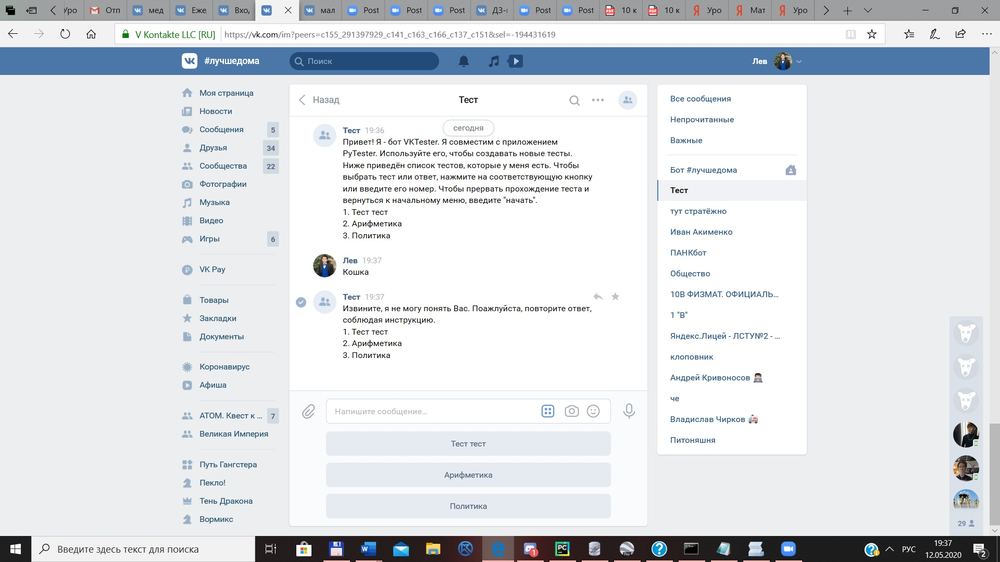 Уро
Отп
мед
Еже
Вхо
мал
Post
Post
Post
ДЗ-
Post
Post
10 к
10 к
Уро
Мат
Уро
V Kontakte LLC [RU]
https://vk.com/im?peers=c155_291397929_c141_c163_c166_c137_c151&sel=-194431619
#лучшедома
Поиск
Лев
Моя страница
Новости
Сообщения 5
Друзья 34
Сообщества 22
Фотографии
Музыка
Видео
Игры 6
VK Pay
Товары
Закладки
Документы
Коронавирус
Афиша
АТОМ. Квест к ... 7
Великая Империя
Путь Гангстера
Пекло!
Тень Дракона
Вормикс
Назад
Тест
сегодня
Тест 19:36
Привет! Я - бот VKTester. Я совместим с приложением
PyTester. Используйте его, чтобы создавать новые тесты.
Ниже приведён список тестов, которые у меня есть. Чтобы
выбрать тест или ответ, нажмите на соответствующую кнопку
или введите его номер. Чтобы прервать прохождение теста и
вернуться к начальному меню, введите "начать".
1. Тест тест
2. Арифметика
3. Политика
Лев 19:37
Кошка
Тест 19:37
Извините, я не могу понять Вас. Поажлуйста, повторите ответ,
соблюдая инструкцию.
1. Тест тест
2. Арифметика
3. Политика
Напишите сообщение...
Тест тест
Арифметика
Политика
Все сообщения
Непрочитанные
Важные
Бот #лучшедома
Тест
тут стратёжно
Иван Акименко
ПАНКбот
Общество
10В ФИЗМАТ. ОФИЦИАЛЬ...
1 "В"
Яндекс.Лицей - ЛСТУ№2 - ...
клоповник
Андрей Кривоносов
че
Владислав Чирков
Питоняшня
29
Введите здесь текст для поиска
РУС
19:37
12.05.2020
2